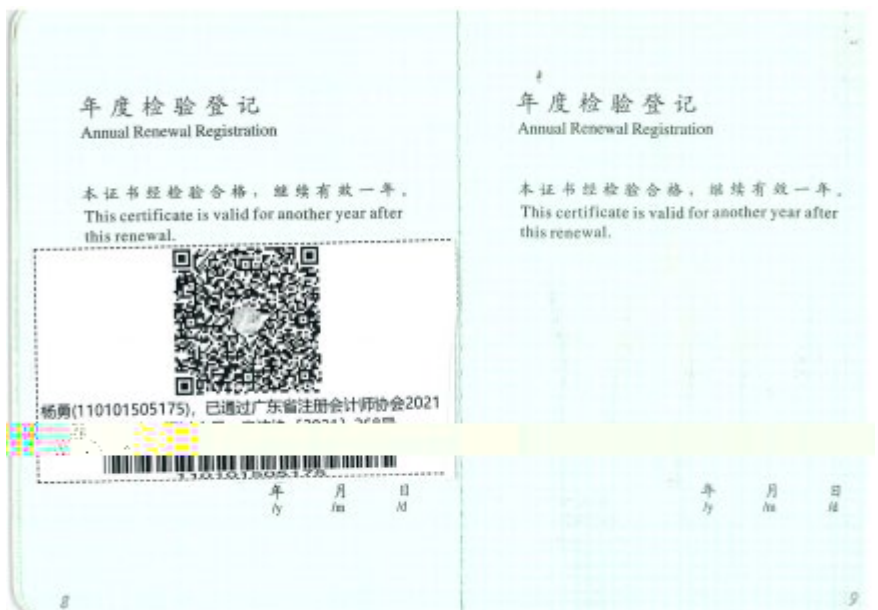 年度检验登记
Annual Renewal Registration
本证书经检验合格，继续有效一年。
This certificate is valid for another year after
this renewal.
杨勇(110101505175)，已通过广东省注册会计师协会2021
110101505175
年 月 日
/y /m /d
8
年度检验登记
Annual Renewal Registration
本证书经检验合格，继续有效一年。
This certificate is valid for another year after
this renewal.
年 月 日
/y /m /d
9